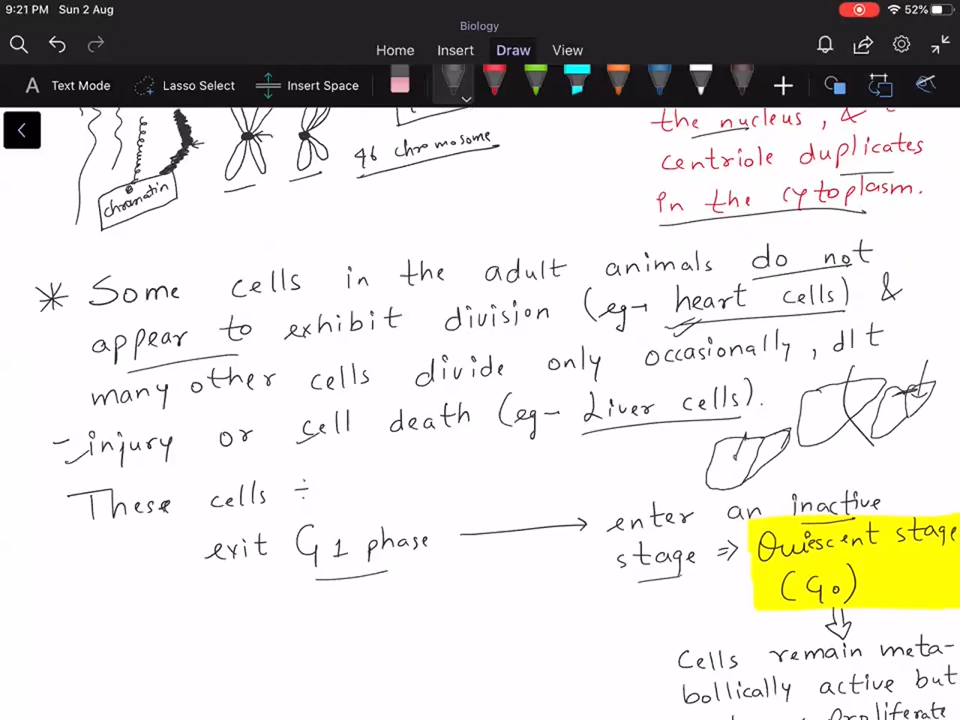 9:21 PM Sun 2 Aug
52%
Biology
Home Insert Draw View
Text Mode Lasso Select Insert Space
the nucleus, &
centriole duplicates
in the cytoplasm.
46 chromosome
chromatin
* Some cells in the adult animals do not
appear to exhibit division (eg→ heart cells) &
many other cells divide only occasionally, d/t
- injury or cell death (eg- Liver cells).
These cells ÷
exit G1 phase → enter an inactive
stage ⇒ Quiescent stage
(G0)
⇓
Cells remain meta-
bollically active but
proliferate